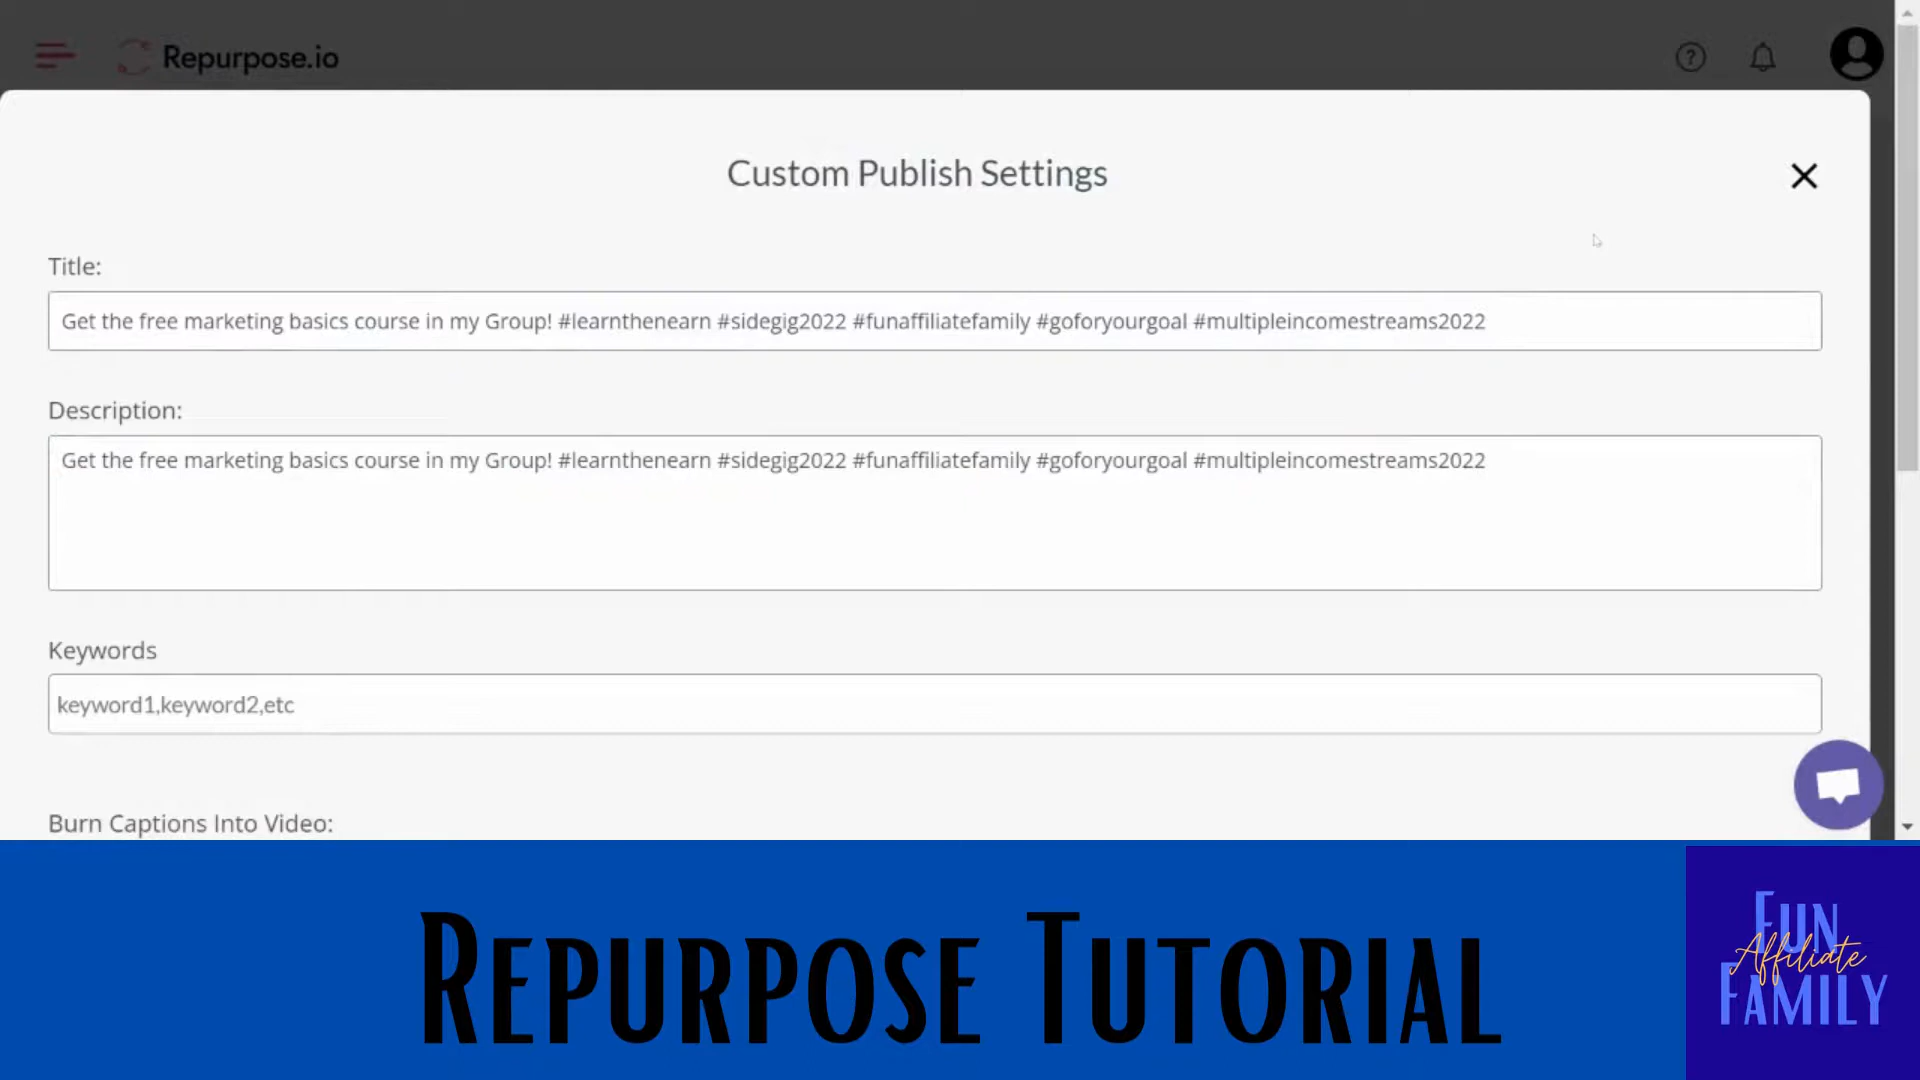 Repurpose.io
Custom Publish Settings
Title:
Get the free marketing basics course in my Group! #learnthenearn #sidegig2022 #funaffiliatefamily #goforyourgoal #multipleincomestreams2022
Description:
Get the free marketing basics course in my Group! #learnthenearn #sidegig2022 #funaffiliatefamily #goforyourgoal #multipleincomestreams2022
Keywords
keyword1,keyword2,etc
Burn Captions Into Video:
REPURPOSE TUTORIAL
FUN
Affiliate
FAMILY